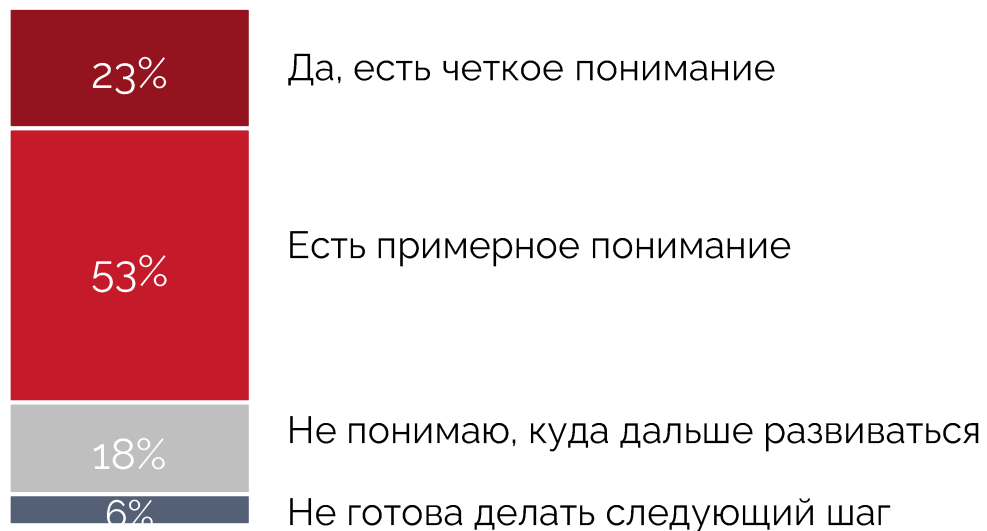 23% Да, есть четкое понимание
53% Есть примерное понимание
18% Не понимаю, куда дальше развиваться
6% Не готова делать следующий шаг